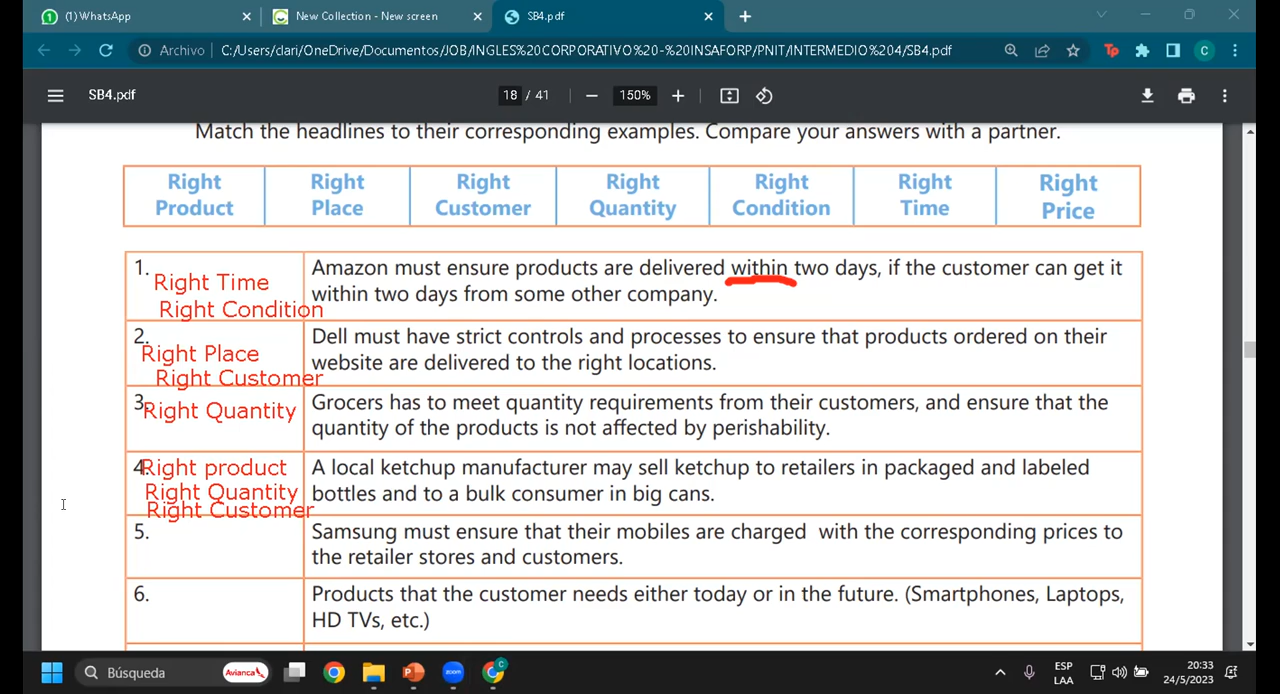 (1) WhatsApp
New Collection - New screen
SB4.pdf
Archivo
C:/Users/clari/OneDrive/Documentos/JOB/INGLES%20CORPORATIVO%20-%20INSAFORP/PNIT/INTERMEDIO%204/SB4.pdf
SB4.pdf
18 / 41
150%
Match the headlines to their corresponding examples. Compare your answers with a partner.
Right
Product
Right
Place
Right
Customer
Right
Quantity
Right
Condition
Right
Time
Right
Price
1.
Right Time
Right Condition
Amazon must ensure products are delivered within two days, if the customer can get it
within two days from some other company.
2.
Right Place
Right Customer
Dell must have strict controls and processes to ensure that products ordered on their
website are delivered to the right locations.
3.
Right Quantity
Grocers has to meet quantity requirements from their customers, and ensure that the
quantity of the products is not affected by perishability.
4.
Right product
Right Quantity
Right Customer
A local ketchup manufacturer may sell ketchup to retailers in packaged and labeled
bottles and to a bulk consumer in big cans.
5.
Samsung must ensure that their mobiles are charged with the corresponding prices to
the retailer stores and customers.
6.
Products that the customer needs either today or in the future. (Smartphones, Laptops,
HD TVs, etc.)
Búsqueda
Avianca
zoom
ESP
LAA
20:33
24/5/2023